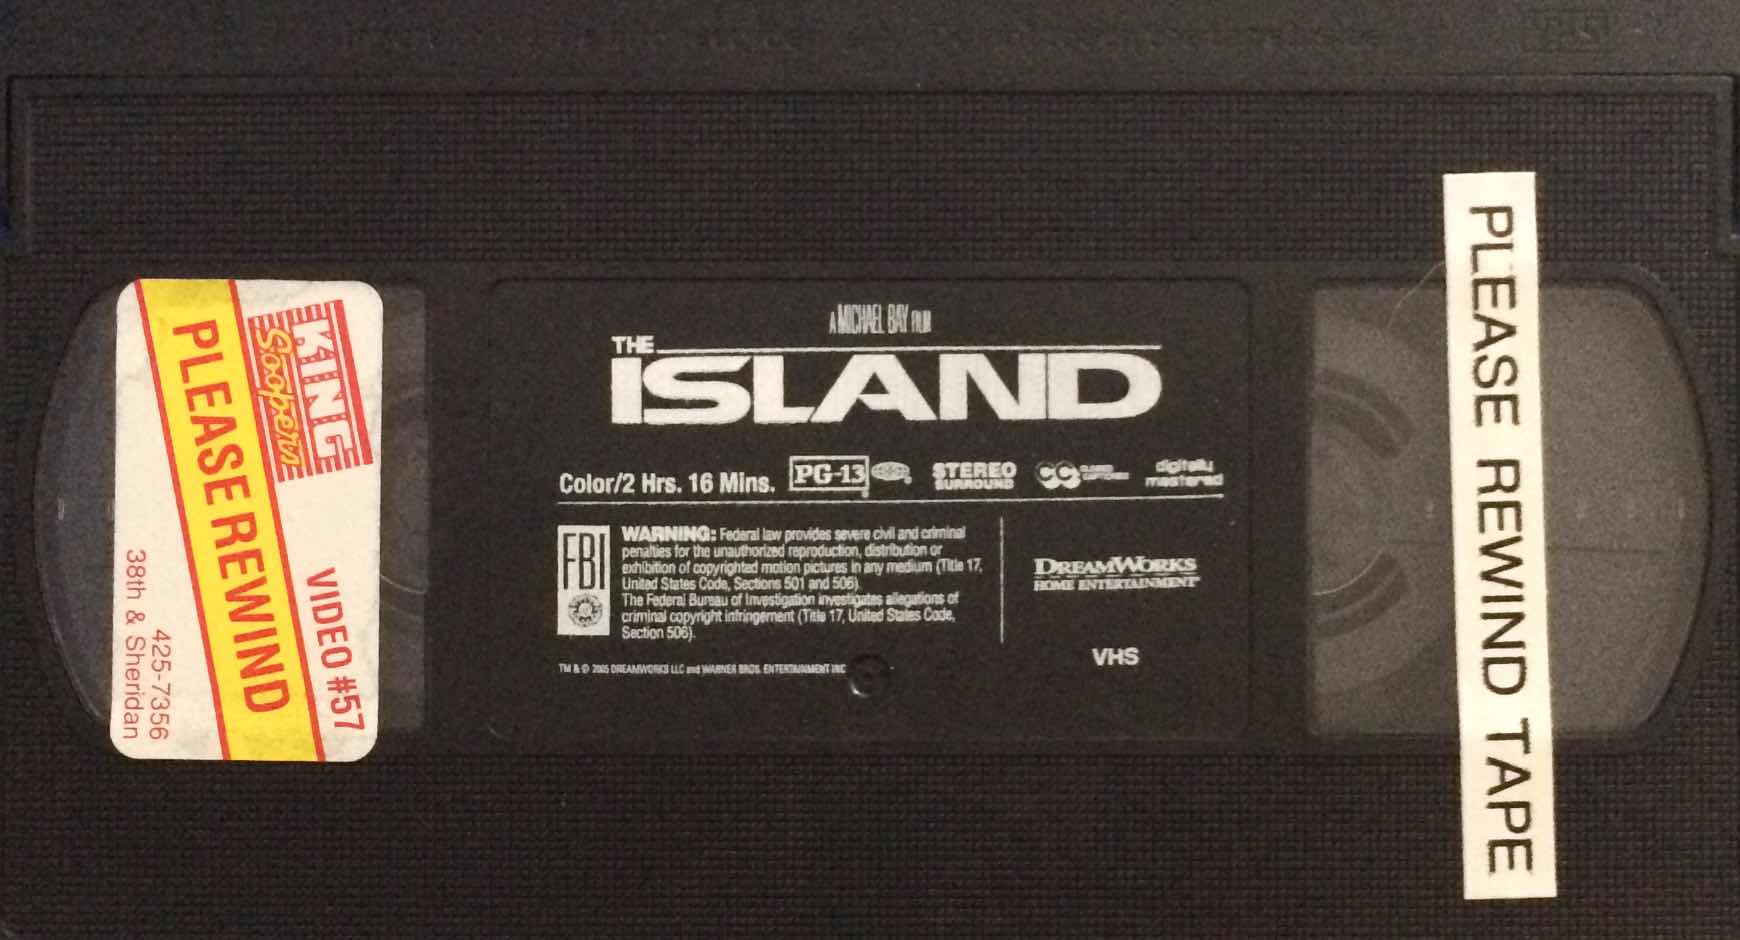 KING
Soopers
PLEASE REWIND
VIDEO #57
425-7356
38th & Sheridan
A MICHAEL BAY FILM
THE
ISLAND
Color/2 Hrs. 16 Mins.
PG-13
STEREO
SURROUND
CC
CLOSED
CAPTIONED
digitally
mastered
FBI
WARNING: Federal law provides severe civil and criminal
penalties for the unauthorized reproduction, distribution or
exhibition of copyrighted motion pictures in any medium (Title 17,
United States Code, Sections 501 and 506).
The Federal Bureau of Investigation investigates allegations of
criminal copyright infringement (Title 17, United States Code,
Section 506).
DREAMWORKS
HOME ENTERTAINMENT
VHS
TM & © 2005 DREAMWORKS LLC and WARNER BROS. ENTERTAINMENT INC
PLEASE REWIND TAPE